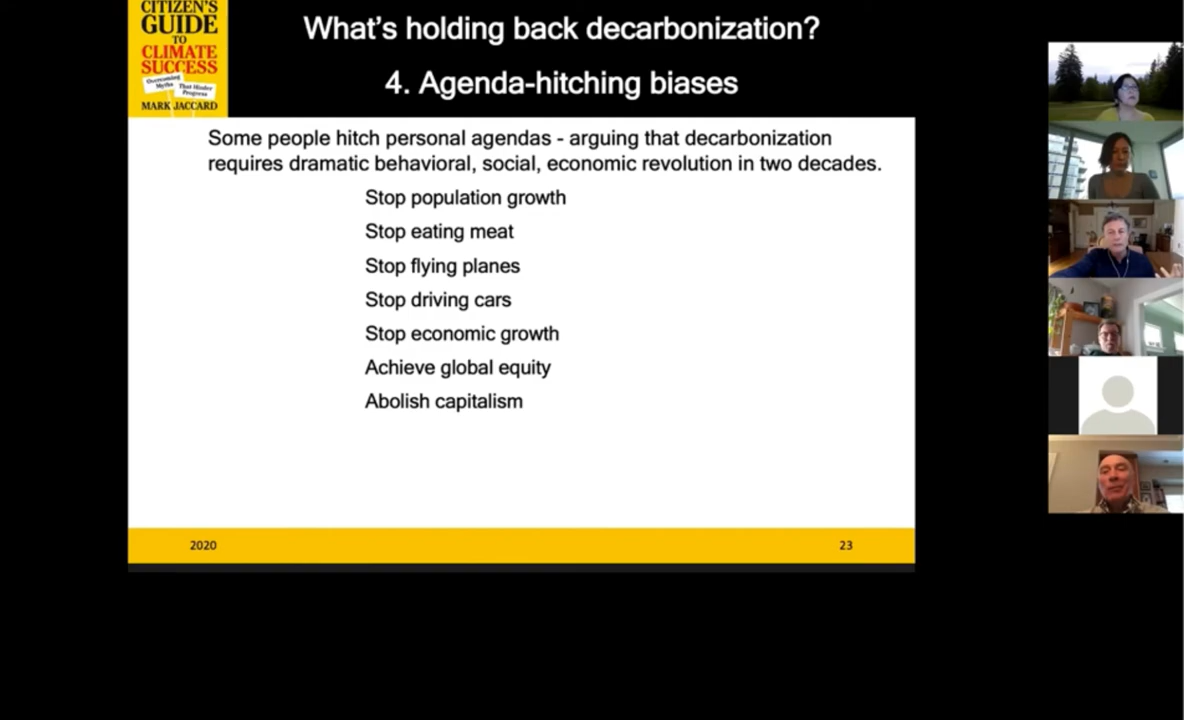 CITIZEN'S
GUIDE
TO
CLIMATE
SUCCESS
Overcoming
Myths
That Hinder
Progress
MARK JACCARD
What's holding back decarbonization?
4. Agenda-hitching biases
Some people hitch personal agendas - arguing that decarbonization
requires dramatic behavioral, social, economic revolution in two decades.
Stop population growth
Stop eating meat
Stop flying planes
Stop driving cars
Stop economic growth
Achieve global equity
Abolish capitalism
2020
23